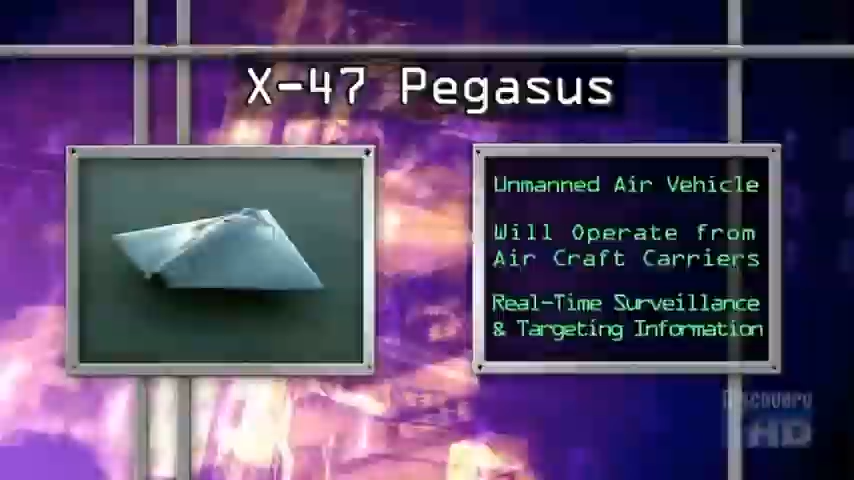 X-47 Pegasus
Unmanned Air Vehicle
Will Operate from
Air Craft Carriers
Real-Time Surveillance
& Targeting Information
Discovery
HD